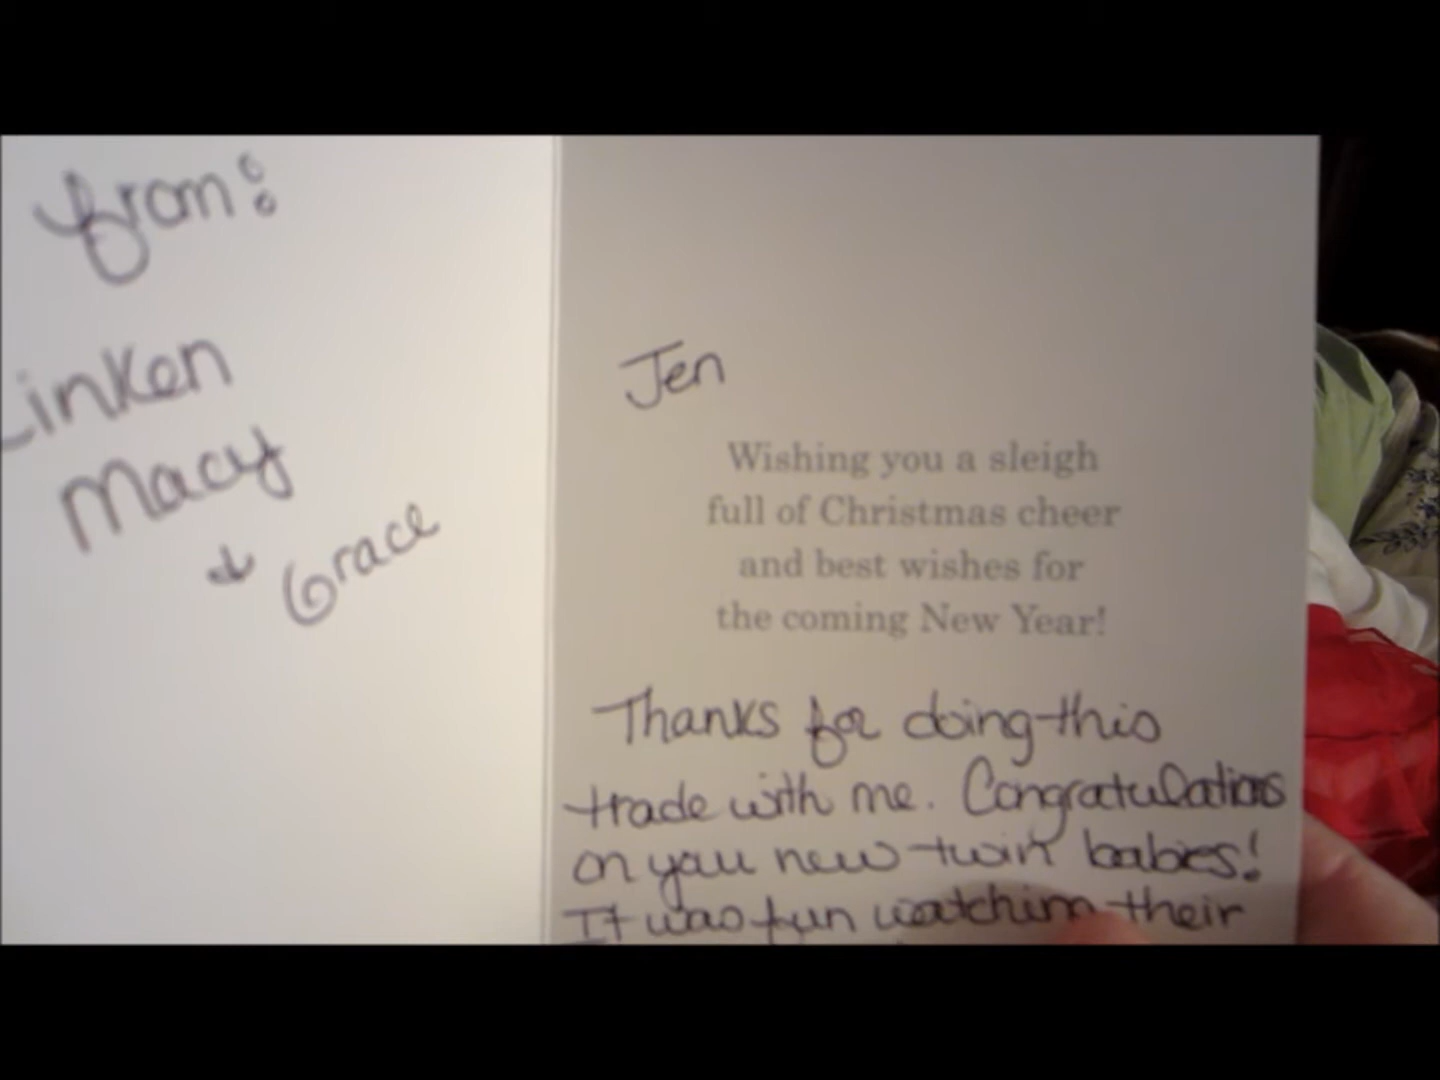 from:
Linken
Macy
& Grace
Jen
Wishing you a sleigh
full of Christmas cheer
and best wishes for
the coming New Year!
Thanks for doing this
trade with me. Congratulations
on you new twin babies!
It was fun watching their